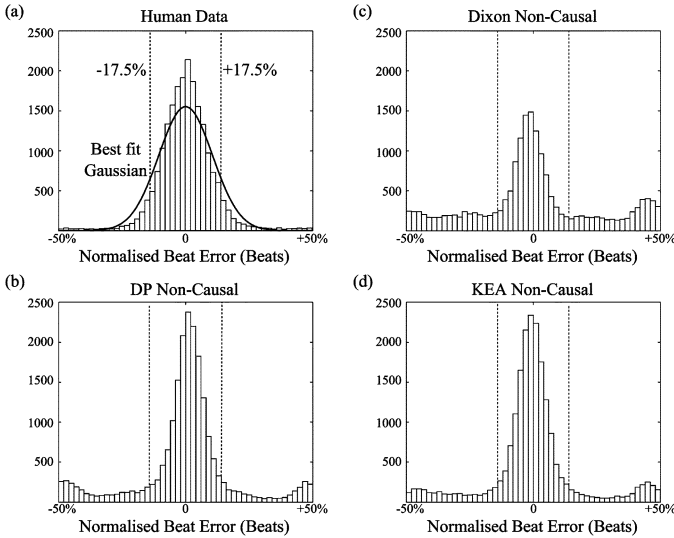 (a)
Human Data
2500
2000
1500
1000
500
-17.5%
+17.5%
Best fit
Gaussian
-50%
0
+50%
Normalised Beat Error (Beats)
(b)
DP Non-Causal
2500
2000
1500
1000
500
-50%
0
+50%
Normalised Beat Error (Beats)
(c)
Dixon Non-Causal
2500
2000
1500
1000
500
-50%
0
+50%
Normalised Beat Error (Beats)
(d)
KEA Non-Causal
2500
2000
1500
1000
500
-50%
0
+50%
Normalised Beat Error (Beats)